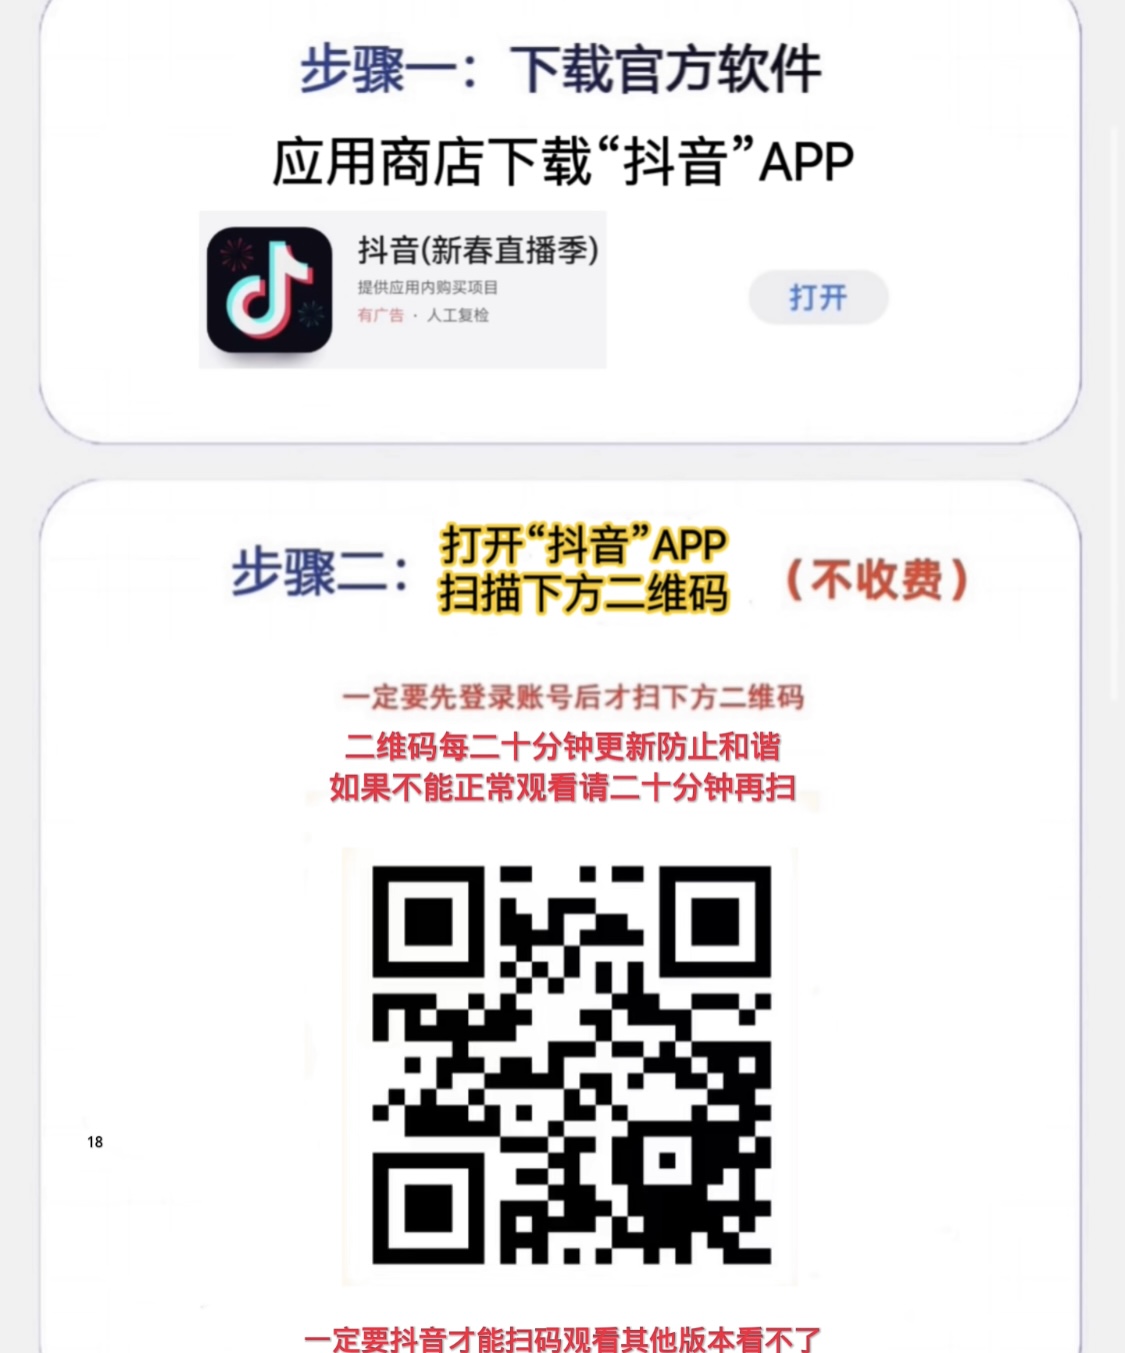 步骤一：下载官方软件
应用商店下载“抖音”APP
抖音(新春直播季)
提供应用内购买项目
有广告 · 人工复检
打开
步骤二：
打开“抖音”APP
扫描下方二维码
（不收费）
一定要先登录账号后才扫下方二维码
二维码每二十分钟更新防止和谐
如果不能正常观看请二十分钟再扫
18
一定要抖音才能扫码观看其他版本看不了